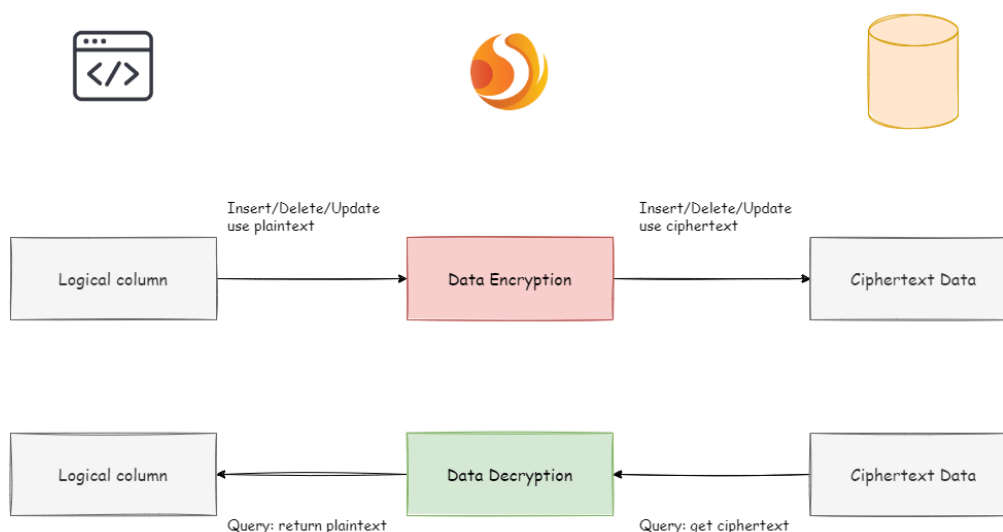 </>
Insert/Delete/Update
use plaintext
Insert/Delete/Update
use ciphertext
Logical column
Data Encryption
Ciphertext Data
Logical column
Data Decryption
Ciphertext Data
Query: return plaintext
Query: get ciphertext